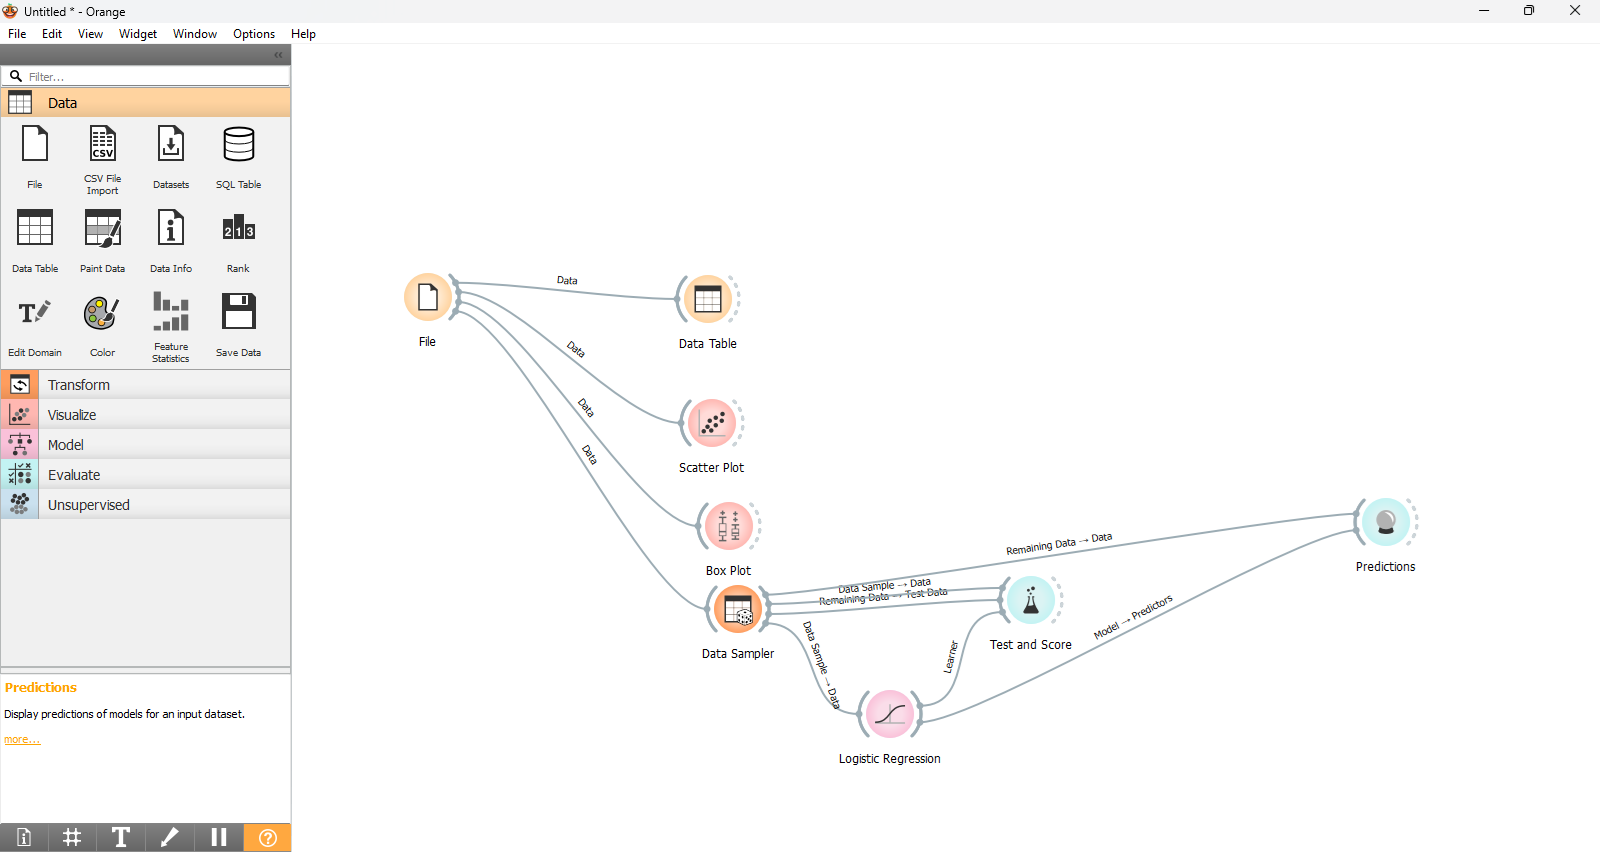 Untitled * - Orange
File Edit View Widget Window Options Help
Filter...
Data
File
CSV File Import
Datasets
SQL Table
Data Table
Paint Data
Data Info
Rank
Edit Domain
Color
Feature Statistics
Save Data
Transform
Visualize
Model
Evaluate
Unsupervised
Predictions
Display predictions of models for an input dataset.
more...
File
Data
Data Table
Data
Scatter Plot
Data
Box Plot
Data
Data Sampler
Remaining Data → Data
Data Sample → Data
Remaining Data → Test Data
Data Sample → Data
Test and Score
Learner
Logistic Regression
Model → Predictors
Predictions